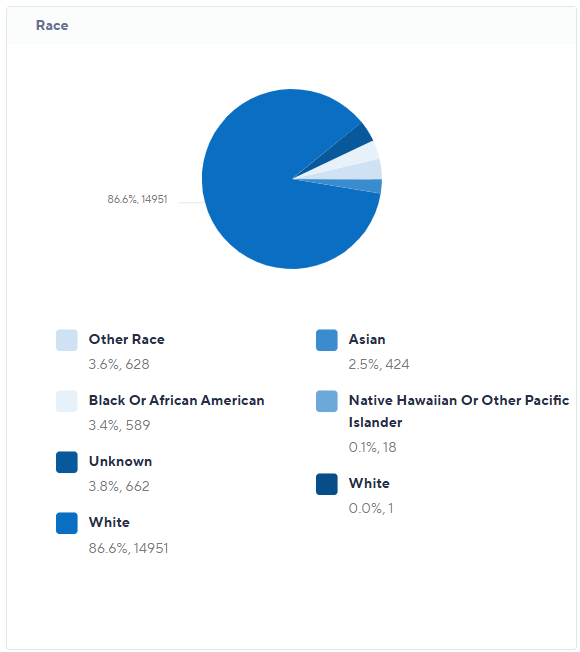 Race
86.6%, 14951
Other Race
3.6%, 628
Black Or African American
3.4%, 589
Unknown
3.8%, 662
White
86.6%, 14951
Asian
2.5%, 424
Native Hawaiian Or Other Pacific
Islander
0.1%, 18
White
0.0%, 1